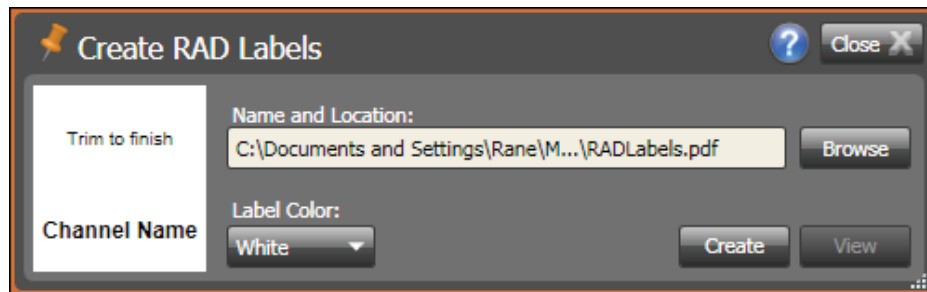 Create RAD Labels
?
Close X
Trim to finish
Channel Name
Name and Location:
C:\Documents and Settings\Rane\M...\RADLabels.pdf
Browse
Label Color:
White
Create
View